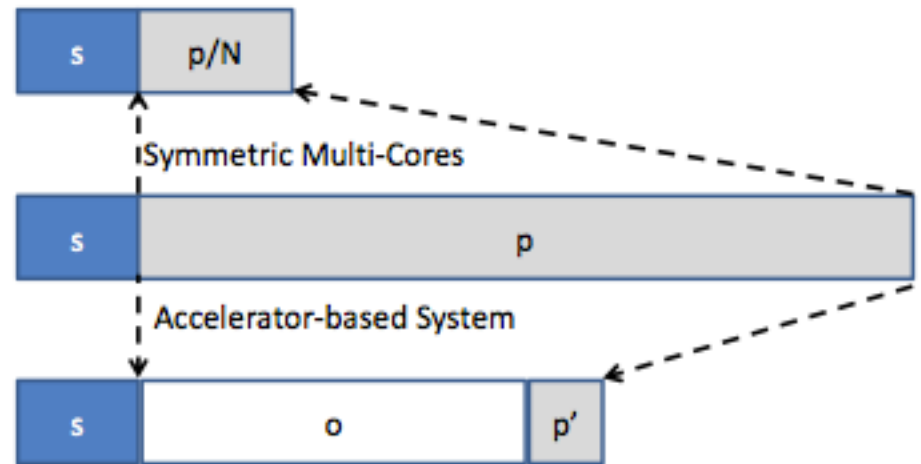 s p/N
Symmetric Multi-Cores
s p
Accelerator-based System
s o p’